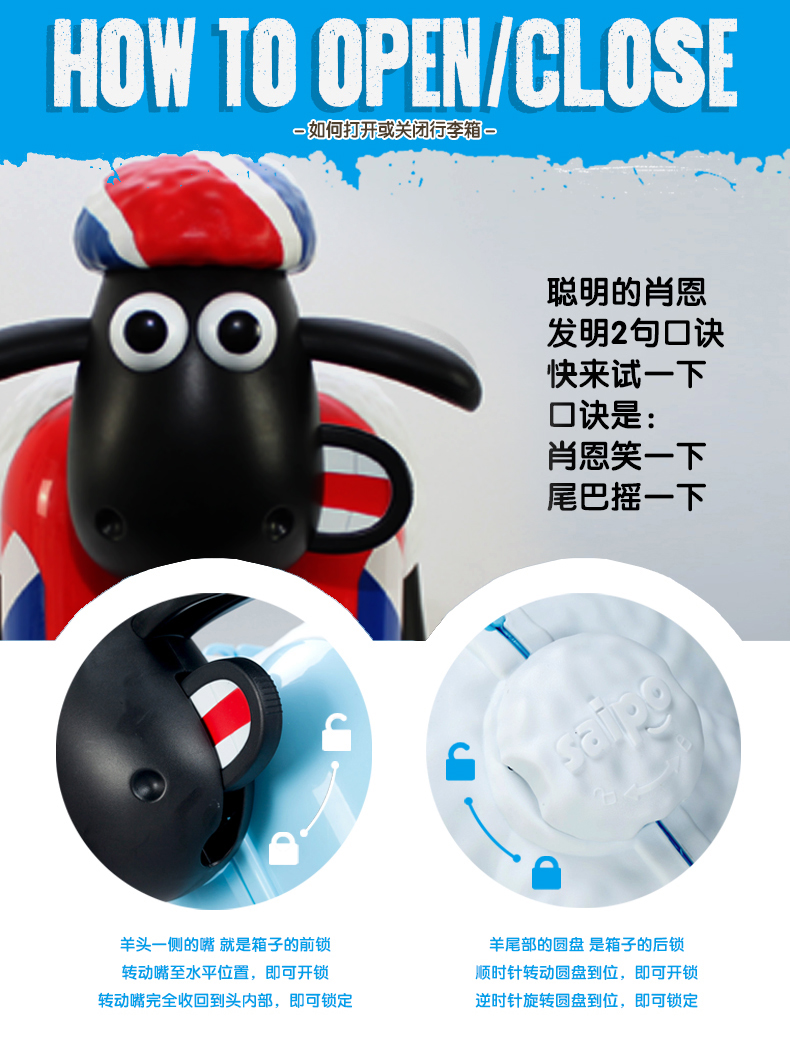 HOW TO OPEN/CLOSE
– 如何打开或关闭行李箱 –
聪明的肖恩
发明2句口诀
快来试一下
口诀是:
肖恩笑一下
尾巴摇一下
saipo
羊头一侧的嘴 就是箱子的前锁
转动嘴至水平位置，即可开锁
转动嘴完全收回到头内部，即可锁定
羊尾部的圆盘 是箱子的后锁
顺时针转动圆盘到位，即可开锁
逆时针旋转圆盘到位，即可锁定